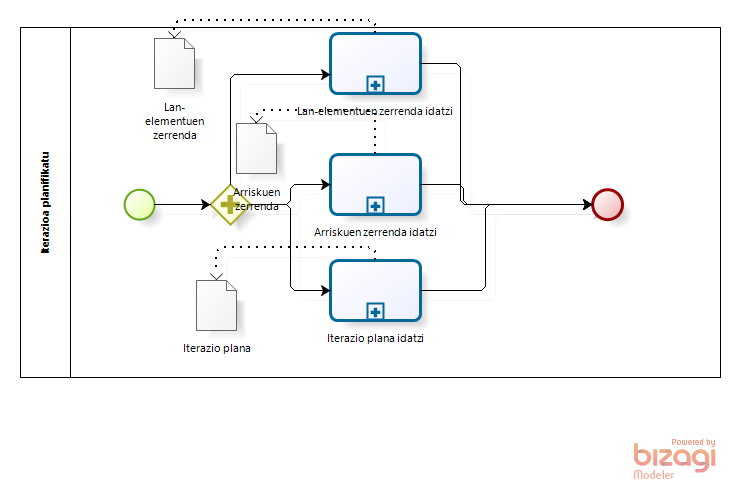 Iterazioa planifikatu
Lan-
elementuen
zerrenda
Lan-elementuen zerrenda idatzi
Arriskuen
zerrenda
Arriskuen zerrenda idatzi
Iterazio plana
Iterazio plana idatzi
Powered by
bizagi
Modeler